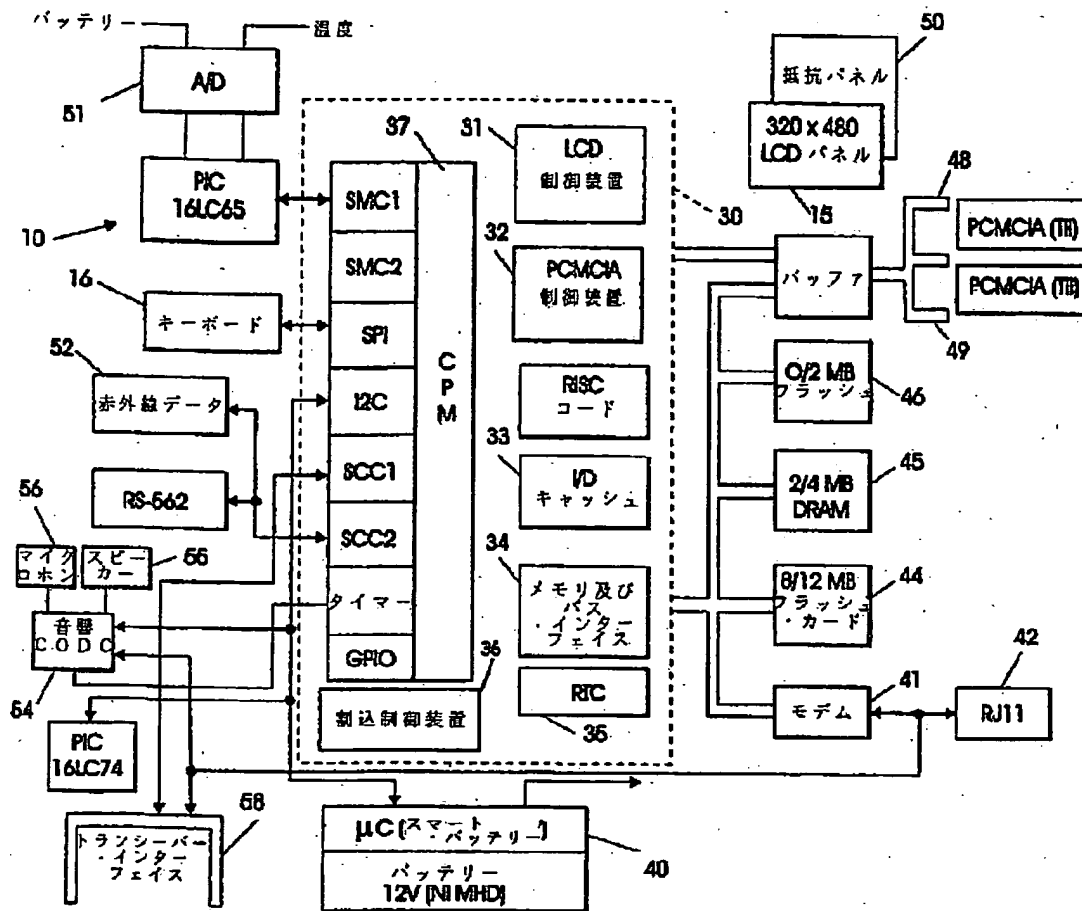 バッテリー
温度
A/D
51
PIC
16LC65
10
16
キーボード
52
赤外線データ
RS-562
56
マイク
ロホン
スピー
カー
55
音響
CODC
54
PIC
16LC74
58
トランシーバー
・インター
フェイス
37
SMC1
SMC2
SPI
I2C
SCC1
SCC2
タイマー
GPIO
CPM
36
割込制御装置
31
LCD
制御装置
32
PCMCIA
制御装置
RISC
コード
33
I/D
キャッシュ
34
メモリ及び
バス
・インター
フェイス
RTC
35
30
μC(スマート
・バッテリー)
バッテリー
12V (NI MHD)
40
50
抵抗パネル
320 x 480
LCD パネル
15
バッファ
48
PCMCIA (TII)
PCMCIA (TII)
49
0/2 MB
フラッシュ
46
2/4 MB
DRAM
45
8/12 MB
フラッシュ
・カード
44
モデム
41
RJ11
42